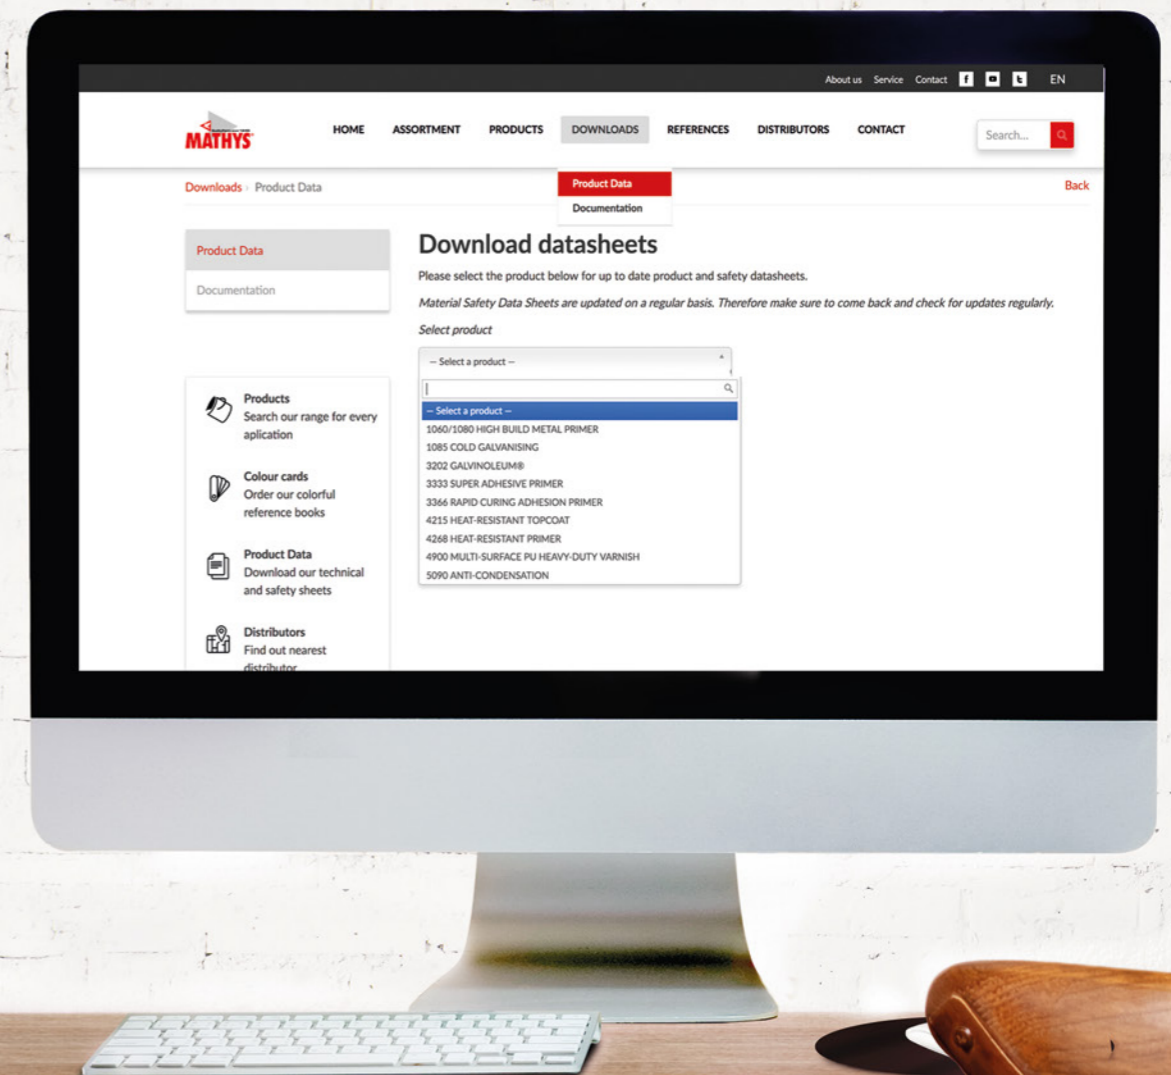 About us Service Contact EN
MATHYS
HOME ASSORTMENT PRODUCTS DOWNLOADS REFERENCES DISTRIBUTORS CONTACT Search...
Downloads › Product Data
Product Data
Documentation
Back
Product Data
Documentation
Download datasheets
Please select the product below for up to date product and safety datasheets.
Material Safety Data Sheets are updated on a regular basis. Therefore make sure to come back and check for updates regularly.
Select product
-- Select a product --
-- Select a product --
1060/1080 HIGH BUILD METAL PRIMER
1085 COLD GALVANISING
3202 GALVINOLEUM®
3333 SUPER ADHESIVE PRIMER
3366 RAPID CURING ADHESION PRIMER
4215 HEAT-RESISTANT TOPCOAT
4268 HEAT-RESISTANT PRIMER
4900 MULTI-SURFACE PU HEAVY-DUTY VARNISH
5090 ANTI-CONDENSATION
Products
Search our range for every
aplication
Colour cards
Order our colorful
reference books
Product Data
Download our technical
and safety sheets
Distributors
Find out nearest
distributor